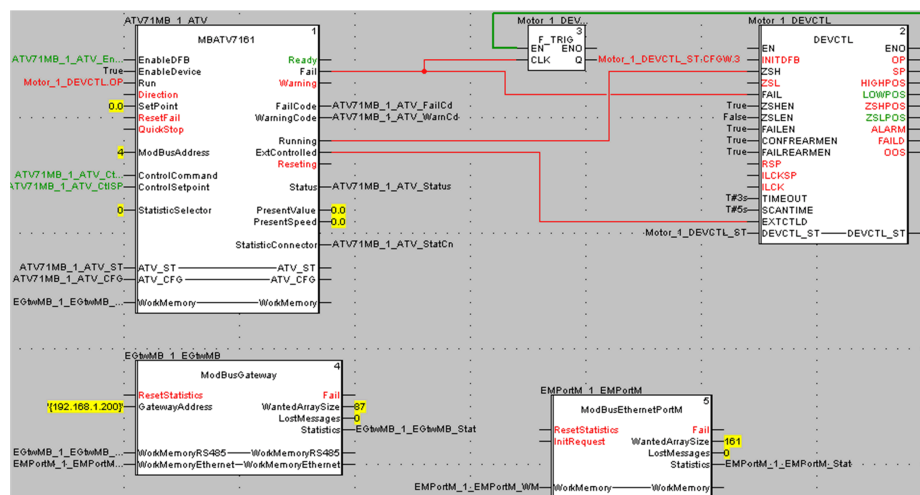 ATV71MB_1_ATV
1
MBATV7161
ATV71MB_1_ATV_En... EnableDFB Ready
True EnableDevice Fail
Motor_1_DEVCTL.OP Run Warning
Direction
0.0 SetPoint FailCode ATV71MB_1_ATV_FailCd
ResetFail WarningCode ATV71MB_1_ATV_WarnCd
QuickStop
Running
4 ModBusAddress ExtControlled
Reseting
ATV71MB_1_ATV_Ct... ControlCommand
ATV71MB_1_ATV_CtlSP ControlSetpoint Status ATV71MB_1_ATV_Status
0 StatisticSelector PresentValue 0.0
PresentSpeed 0.0
StatisticConnector ATV71MB_1_ATV_StatCn
ATV71MB_1_ATV_ST ATV_ST ATV_ST
ATV71MB_1_ATV_CFG ATV_CFG ATV_CFG
EGtwMB_1_EGtwMB_... WorkMemory WorkMemory
Motor_1_DEV...
3
F_TRIG
EN ENO
CLK Q Motor_1_DEVCTL_ST.CFGW.3
Motor_1_DEVCTL
2
DEVCTL
EN ENO
INITDFB OP
ZSH SP
ZSL HIGHPOS
FAIL LOWPOS
True ZSHEN ZSHPOS
False ZSLEN ZSLPOS
True FAILEN ALARM
True CONFREARMEN FAILD
True FAILREARMEN OOS
RSP
ILCKSP
ILCK
T#3s TIMEOUT
T#5s SCANTIME
EXTCTLD
Motor_1_DEVCTL_ST DEVCTL_ST DEVCTL_ST
EGtwMB_1_EGtwMB
4
ModBusGateway
ResetStatistics Fail
'{192.168.1.200}' GatewayAddress WantedArraySize 87
LostMessages 0
Statistics EGtwMB_1_EGtwMB_Stat
EGtwMB_1_EGtwMB_... WorkMemoryRS485 WorkMemoryRS485
EMPortM_1_EMPortM... WorkMemoryEthernet WorkMemoryEthernet
EMPortM_1_EMPortM
5
ModBusEthernetPortM
ResetStatistics Fail
InitRequest WantedArraySize 161
LostMessages 0
Statistics EMPortM_1_EMPortM_Stat
EMPortM_1_EMPortM_WM WorkMemory WorkMemory